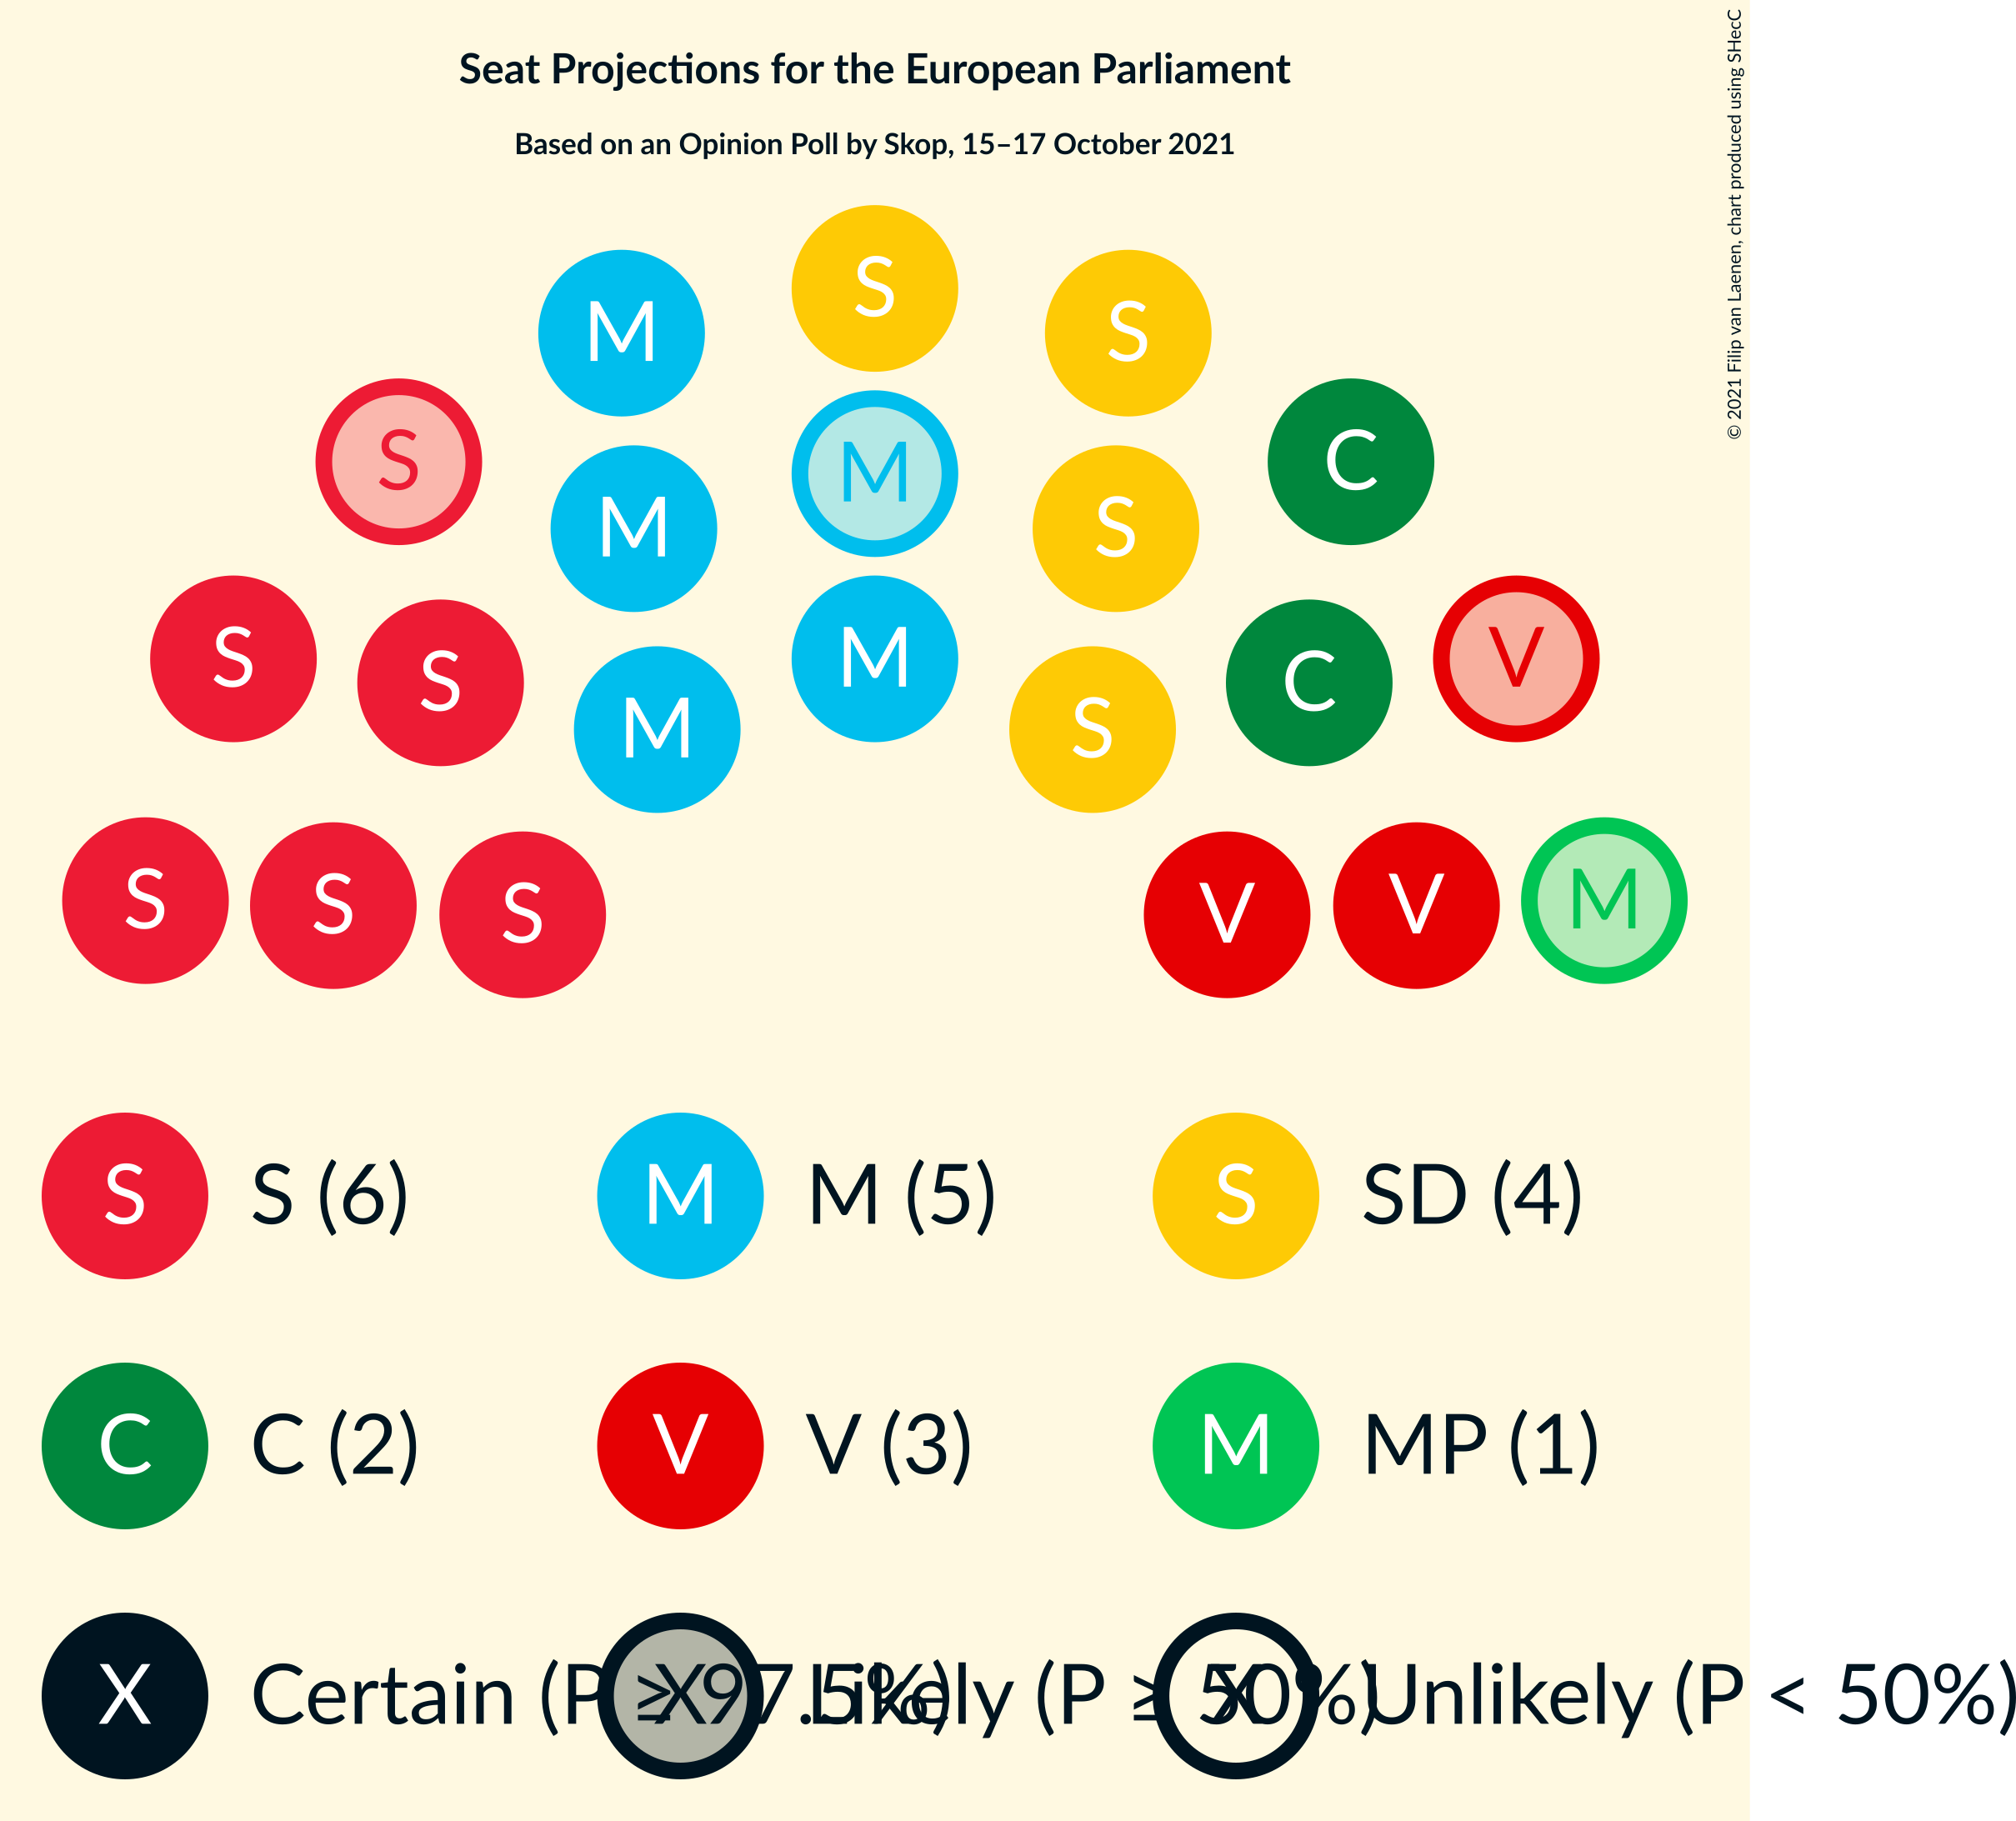 Seat Projections for the European Parliament
Based on an Opinion Poll by Skop, 15–17 October 2021
© 2021 Filip van Laenen, chart produced using SHecC
S
M S
S M M S C
S S M M S C V
S S S V V M
S S (6) M M (5) S SD (4)
C C (2) V V (3) M MP (1)
X Certain (P ≥ 97.5%) X Likely (P ≥ 50%) X Unlikely (P < 50%)